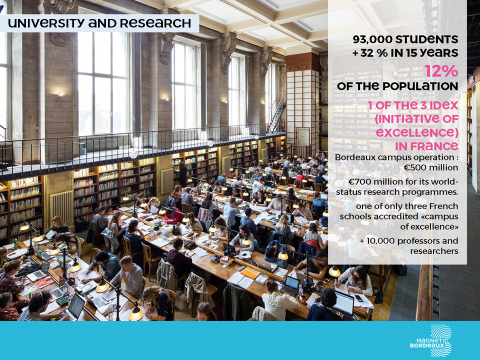 UNIVERSITY AND RESEARCH
93,000 STUDENTS
+ 32 % IN 15 YEARS
12%
OF THE POPULATION
1 OF THE 3 IDEX
(INITIATIVE OF
EXCELLENCE)
IN FRANCE
Bordeaux campus operation :
€500 million
€700 million for its world-
status research programmes.
one of only three French
schools accredited «campus
of excellence»
+ 10,000 professors and
researchers
MAGNETIC
BORDEAUX